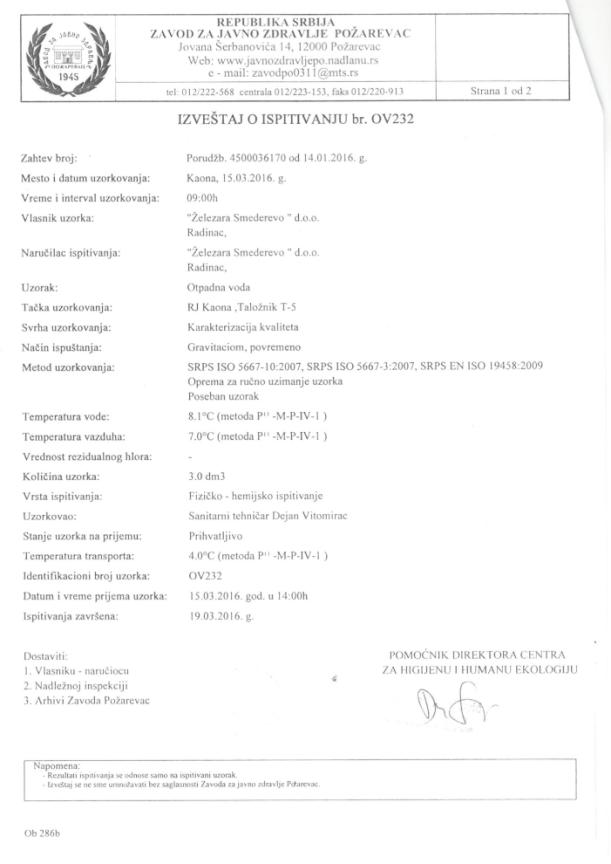 REPUBLIKA SRBIJA
ZAVOD ZA JAVNO ZDRAVLJE POŽAREVAC
Jovana Šerbanovića 14, 12000 Požarevac
Web: www.javnozdravljepo.nadlanu.rs
e - mail: zavodpo0311@mts.rs
1945
tel: 012/222-568 centrala 012/223-153, faks 012/220-913
Strana 1 od 2
IZVEŠTAJ O ISPITIVANJU br. OV232
Zahtev broj: Porudžb. 4500036170 od 14.01.2016. g.
Mesto i datum uzorkovanja: Kaona, 15.03.2016. g.
Vreme i interval uzorkovanja: 09:00h
Vlasnik uzorka: "Železara Smederevo " d.o.o.
Radinac,
Naručilac ispitivanja: "Železara Smederevo " d.o.o.
Radinac,
Uzorak: Otpadna voda
Tačka uzorkovanja: RJ Kaona ,Taložnik T-5
Svrha uzorkovanja: Karakterizacija kvaliteta
Način ispuštanja: Gravitaciom, povremeno
Metod uzorkovanja: SRPS ISO 5667-10:2007, SRPS ISO 5667-3:2007, SRPS EN ISO 19458:2009
Oprema za ručno uzimanje uzorka
Poseban uzorak
Temperatura vode: 8.1°C (metoda P¹¹ -M-P-IV-1 )
Temperatura vazduha: 7.0°C (metoda P¹¹ -M-P-IV-1 )
Vrednost rezidualnog hlora: -
Količina uzorka: 3.0 dm3
Vrsta ispitivanja: Fizičko - hemijsko ispitivanje
Uzorkovao: Sanitarni tehničar Dejan Vitomirac
Stanje uzorka na prijemu: Prihvatljivo
Temperatura transporta: 4.0°C (metoda P¹¹ -M-P-IV-1 )
Identifikacioni broj uzorka: OV232
Datum i vreme prijema uzorka: 15.03.2016. god. u 14:00h
Ispitivanja završena: 19.03.2016. g.
Dostaviti:
1. Vlasniku - naručiocu
2. Nadležnoj inspekciji
3. Arhivi Zavoda Požarevac
POMOĆNIK DIREKTORA CENTRA
ZA HIGIJENU I HUMANU EKOLOGIJU
Napomena:
- Rezultati ispitivanja se odnose samo na ispitivani uzorak.
- Izveštaj se ne sme umnožavati bez saglasnosti Zavoda za javno zdravlje Požarevac.
Ob 286b